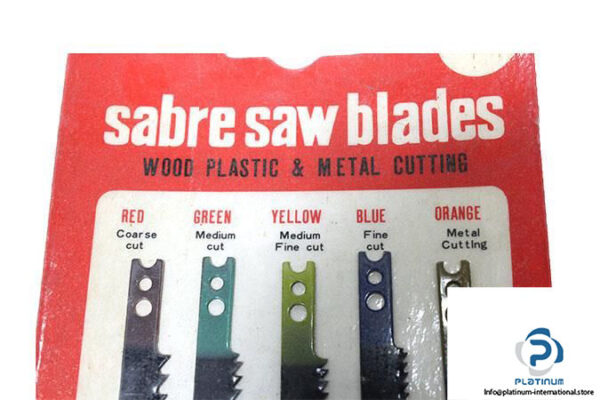 sabre saw blades
WOOD PLASTIC & METAL CUTTING
RED GREEN YELLOW BLUE ORANGE
Coarse cut
Medium cut
Medium Fine cut
Fine cut
Metal Cutting
PLATINUM
Info@platinum-international.store